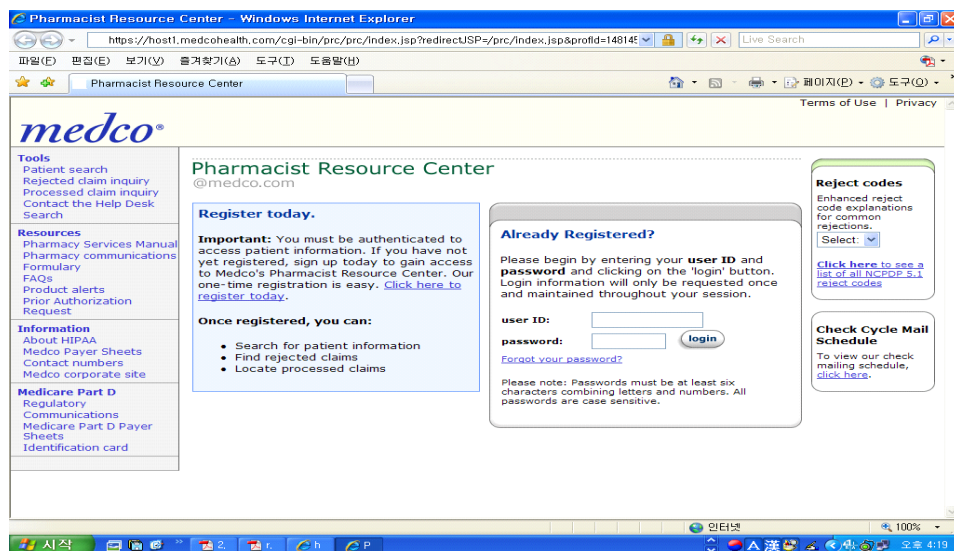 Pharmacist Resource Center - Windows Internet Explorer
https://host1.medcohealth.com/cgi-bin/prc/prc/index.jsp?redirectJSP=/prc/index.jsp&profId=14814
Live Search
파일(F) 편집(E) 보기(V) 즐겨찾기(A) 도구(T) 도움말(H)
Pharmacist Resource Center
페이지(P) 도구(O)
Terms of Use | Privacy
medco®
Tools
Patient search
Rejected claim inquiry
Processed claim inquiry
Contact the Help Desk
Search
Resources
Pharmacy Services Manual
Pharmacy communications
Formulary
FAQs
Product alerts
Prior Authorization
Request
Information
About HIPAA
Medco Payer Sheets
Contact numbers
Medco corporate site
Medicare Part D
Regulatory
Communications
Medicare Part D Payer
Sheets
Identification card
Pharmacist Resource Center
@medco.com
Register today.
Important: You must be authenticated to
access patient information. If you have not
yet registered, sign up today to gain access
to Medco's Pharmacist Resource Center. Our
one-time registration is easy. Click here to
register today.
Once registered, you can:
• Search for patient information
• Find rejected claims
• Locate processed claims
Already Registered?
Please begin by entering your user ID and
password and clicking on the 'login' button.
Login information will only be requested once
and maintained throughout your session.
user ID:
password:
login
Forgot your password?
Please note: Passwords must be at least six
characters combining letters and numbers. All
passwords are case sensitive.
Reject codes
Enhanced reject
code explanations
for common
rejections.
Select:
Click here to see a
list of all NCPDP 5.1
reject codes
Check Cycle Mail
Schedule
To view our check
mailing schedule,
click here.
인터넷 100%
시작 2, r, h P A 漢 오후 4:19